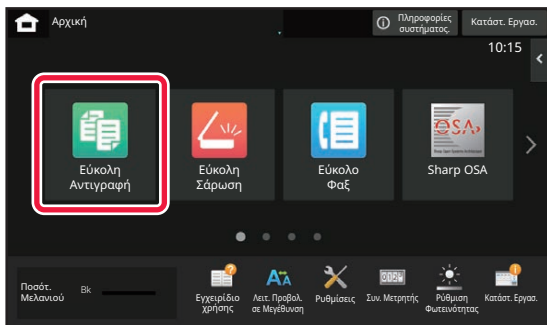 Αρχική
Πληροφορίες
συστήματος.
Κατάστ. Εργασ.
10:15
Εύκολη
Αντιγραφή
Εύκολη
Σάρωση
Εύκολο
Φαξ
OSA
Sharp OSA
Ποσότ.
Μελανιού
Bk
Εγχειρίδιο
χρήσης
Λειτ. Προβολ.
σε Μεγέθυνση
Ρυθμίσεις
Συν. Μετρητής
Ρύθμιση
Φωτεινότητας
Κατάστ. Εργασ.